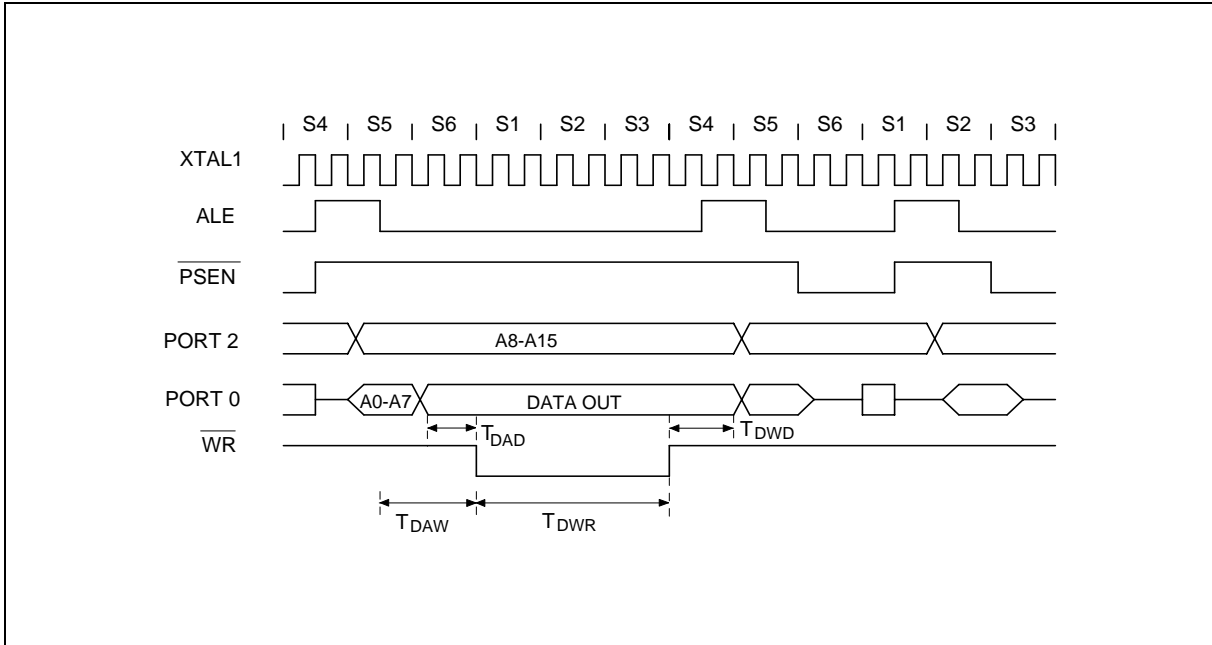 S4 S5 S6 S1 S2 S3 S4 S5 S6 S1 S2 S3
XTAL1
ALE
PSEN
PORT 2
A8-A15
PORT 0
A0-A7
DATA OUT
TDAD
TDWD
WR
TDAW
TDWR